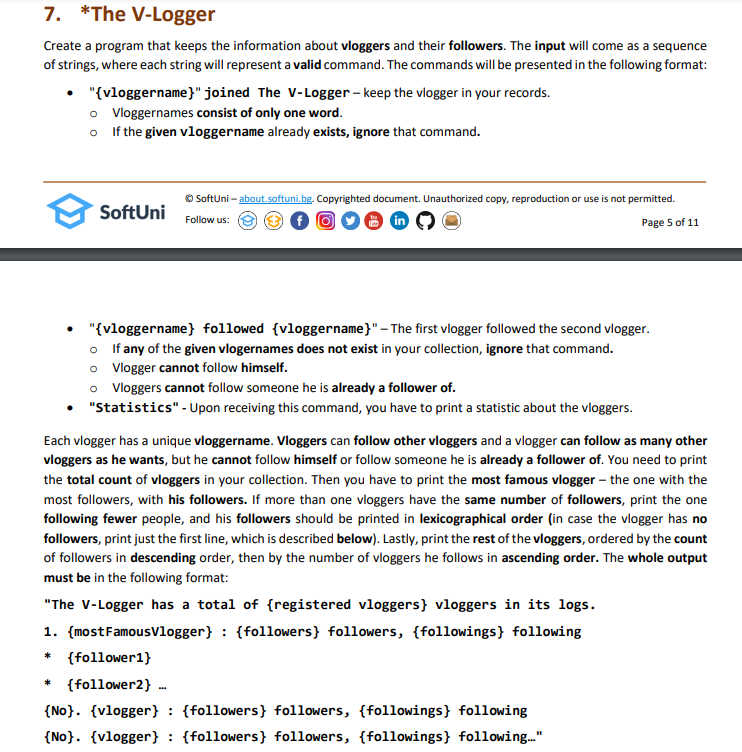 7. *The V-Logger
Create a program that keeps the information about vloggers and their followers. The input will come as a sequence
of strings, where each string will represent a valid command. The commands will be presented in the following format:
• "{vloggername}" joined The V-Logger – keep the vlogger in your records.
o Vloggernames consist of only one word.
o If the given vloggername already exists, ignore that command.
SoftUni
© SoftUni – about.softuni.bg. Copyrighted document. Unauthorized copy, reproduction or use is not permitted.
Follow us:
Page 5 of 11
• "{vloggername} followed {vloggername}" – The first vlogger followed the second vlogger.
o If any of the given vlogernames does not exist in your collection, ignore that command.
o Vlogger cannot follow himself.
o Vloggers cannot follow someone he is already a follower of.
• "Statistics" - Upon receiving this command, you have to print a statistic about the vloggers.
Each vlogger has a unique vloggername. Vloggers can follow other vloggers and a vlogger can follow as many other
vloggers as he wants, but he cannot follow himself or follow someone he is already a follower of. You need to print
the total count of vloggers in your collection. Then you have to print the most famous vlogger – the one with the
most followers, with his followers. If more than one vloggers have the same number of followers, print the one
following fewer people, and his followers should be printed in lexicographical order (in case the vlogger has no
followers, print just the first line, which is described below). Lastly, print the rest of the vloggers, ordered by the count
of followers in descending order, then by the number of vloggers he follows in ascending order. The whole output
must be in the following format:
"The V-Logger has a total of {registered vloggers} vloggers in its logs.
1. {mostFamousVlogger} : {followers} followers, {followings} following
* {follower1}
* {follower2} …
{No}. {vlogger} : {followers} followers, {followings} following
{No}. {vlogger} : {followers} followers, {followings} following…"